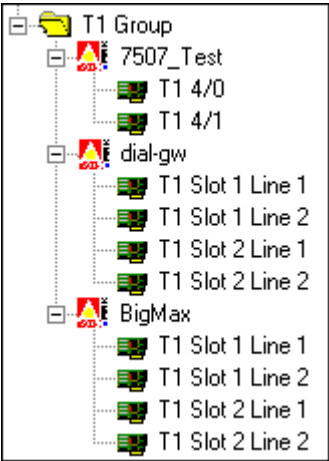 T1 Group
7507_Test
T1 4/0
T1 4/1
dial-gw
T1 Slot 1 Line 1
T1 Slot 1 Line 2
T1 Slot 2 Line 1
T1 Slot 2 Line 2
BigMax
T1 Slot 1 Line 1
T1 Slot 1 Line 2
T1 Slot 2 Line 1
T1 Slot 2 Line 2